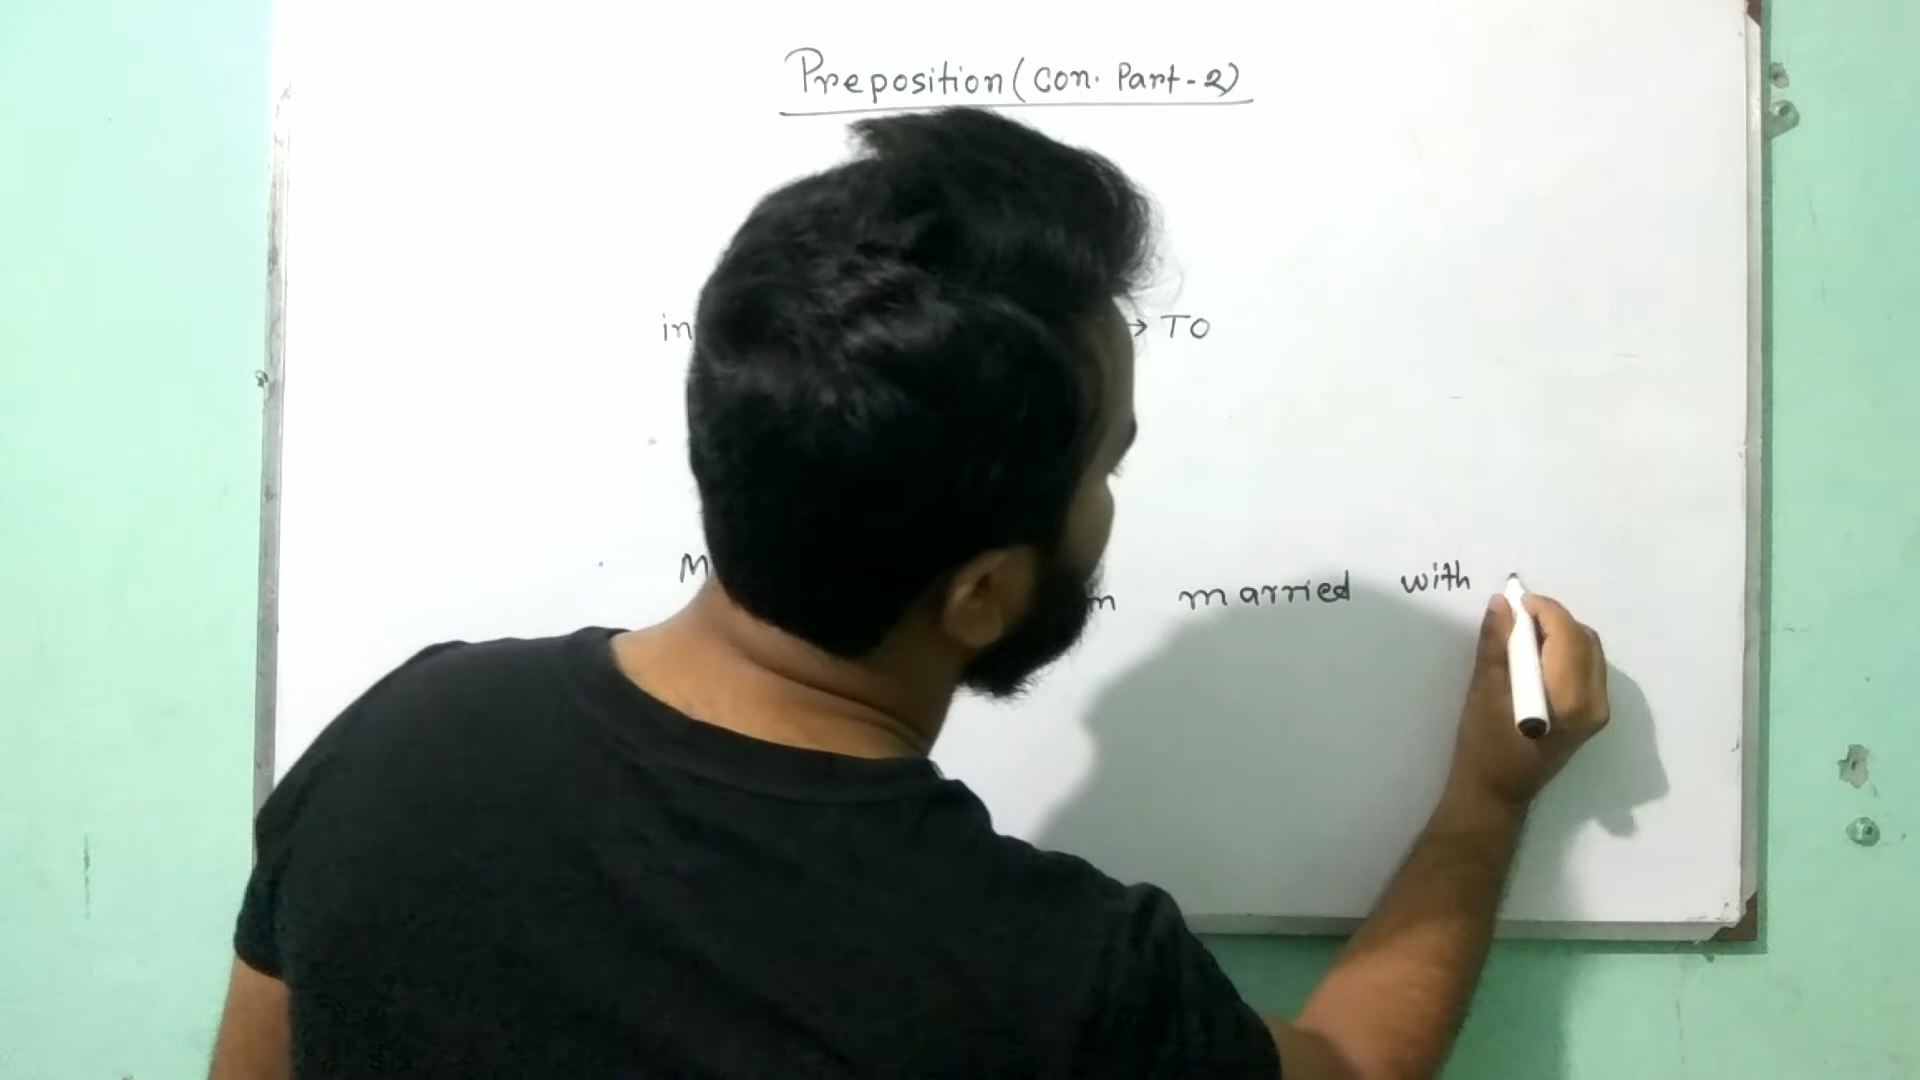 Preposition (con. Part-2)
in → TO
married with